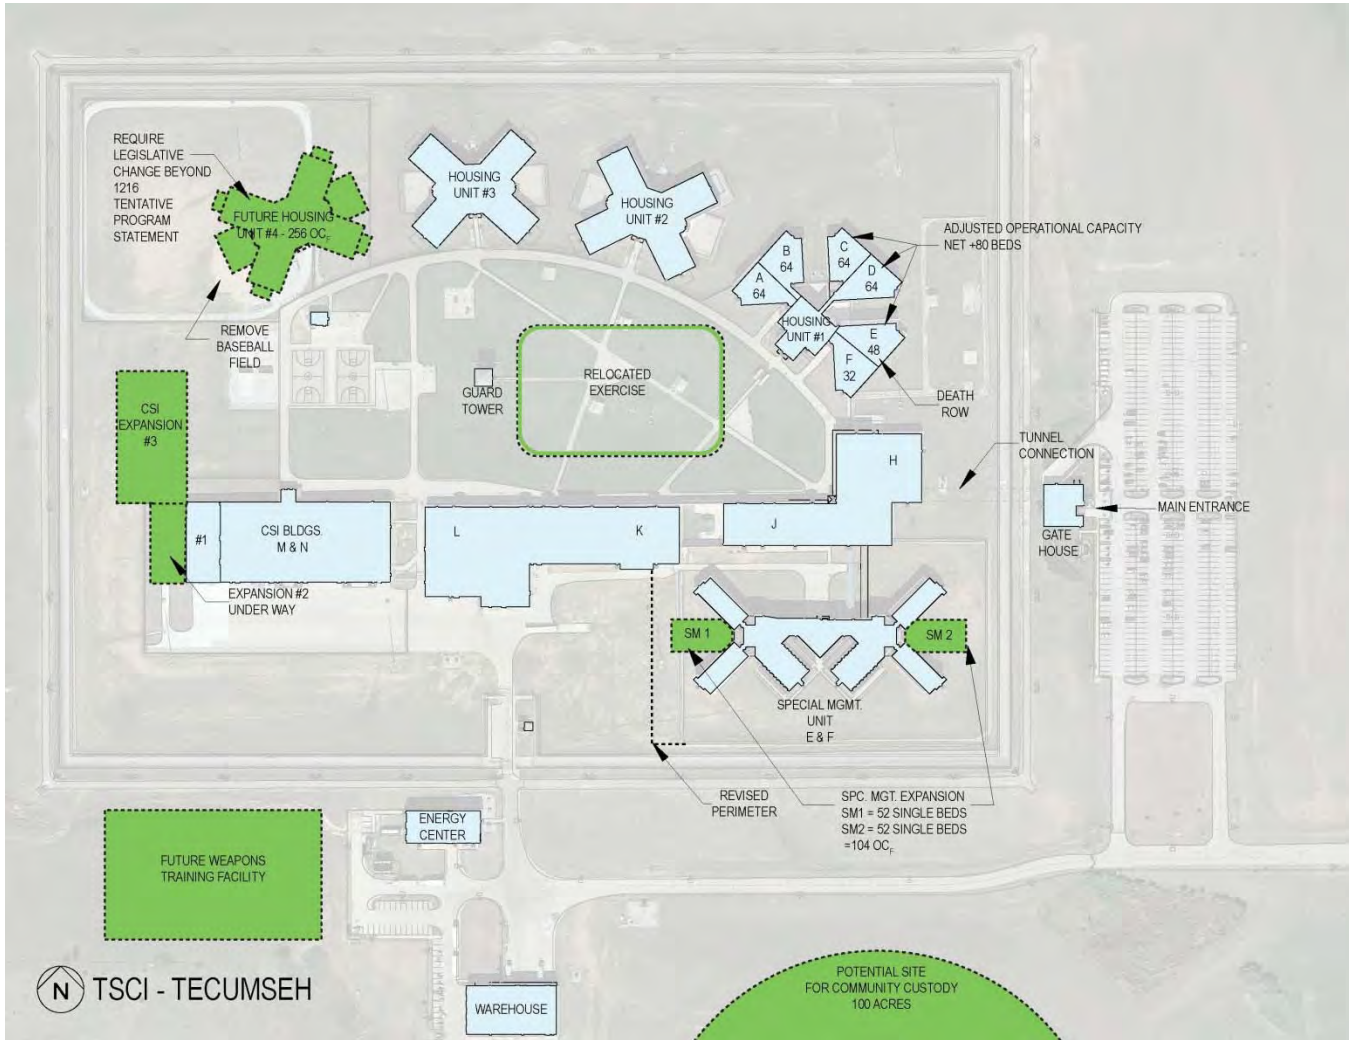 REQUIRE
LEGISLATIVE
CHANGE BEYOND
1216
TENTATIVE
PROGRAM
STATEMENT
FUTURE HOUSING
UNIT #4 - 256 OCF
HOUSING
UNIT #3
HOUSING
UNIT #2
B
64
A
64
C
64
D
64
HOUSING
UNIT #1
E
48
F
32
ADJUSTED OPERATIONAL CAPACITY
NET +80 BEDS
REMOVE
BASEBALL
FIELD
GUARD
TOWER
RELOCATED
EXERCISE
DEATH
ROW
CSI
EXPANSION
#3
TUNNEL
CONNECTION
H
MAIN ENTRANCE
GATE
HOUSE
#1
CSI BLDGS.
M & N
L
K
J
EXPANSION #2
UNDER WAY
SM 1
SM 2
SPECIAL MGMT.
UNIT
E & F
REVISED
PERIMETER
SPC. MGT. EXPANSION
SM1 = 52 SINGLE BEDS
SM2 = 52 SINGLE BEDS
=104 OCF
ENERGY
CENTER
FUTURE WEAPONS
TRAINING FACILITY
N
TSCI - TECUMSEH
WAREHOUSE
POTENTIAL SITE
FOR COMMUNITY CUSTODY
100 ACRES